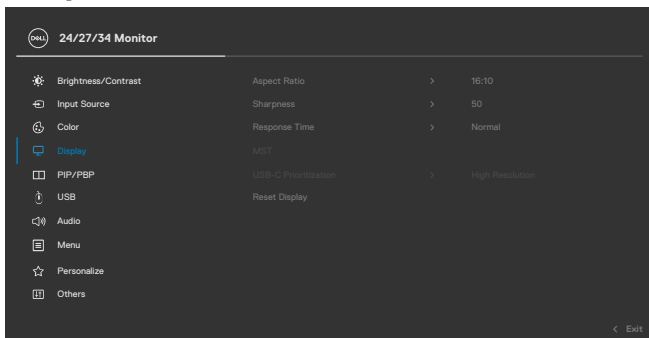 DELL 24/27/34 Monitor
Brightness/Contrast Aspect Ratio > 16:10
Input Source Sharpness > 50
Color Response Time > Normal
Display MST
PIP/PBP USB-C Prioritization > High Resolution
USB Reset Display
Audio
Menu
Personalize
Others
< Exit